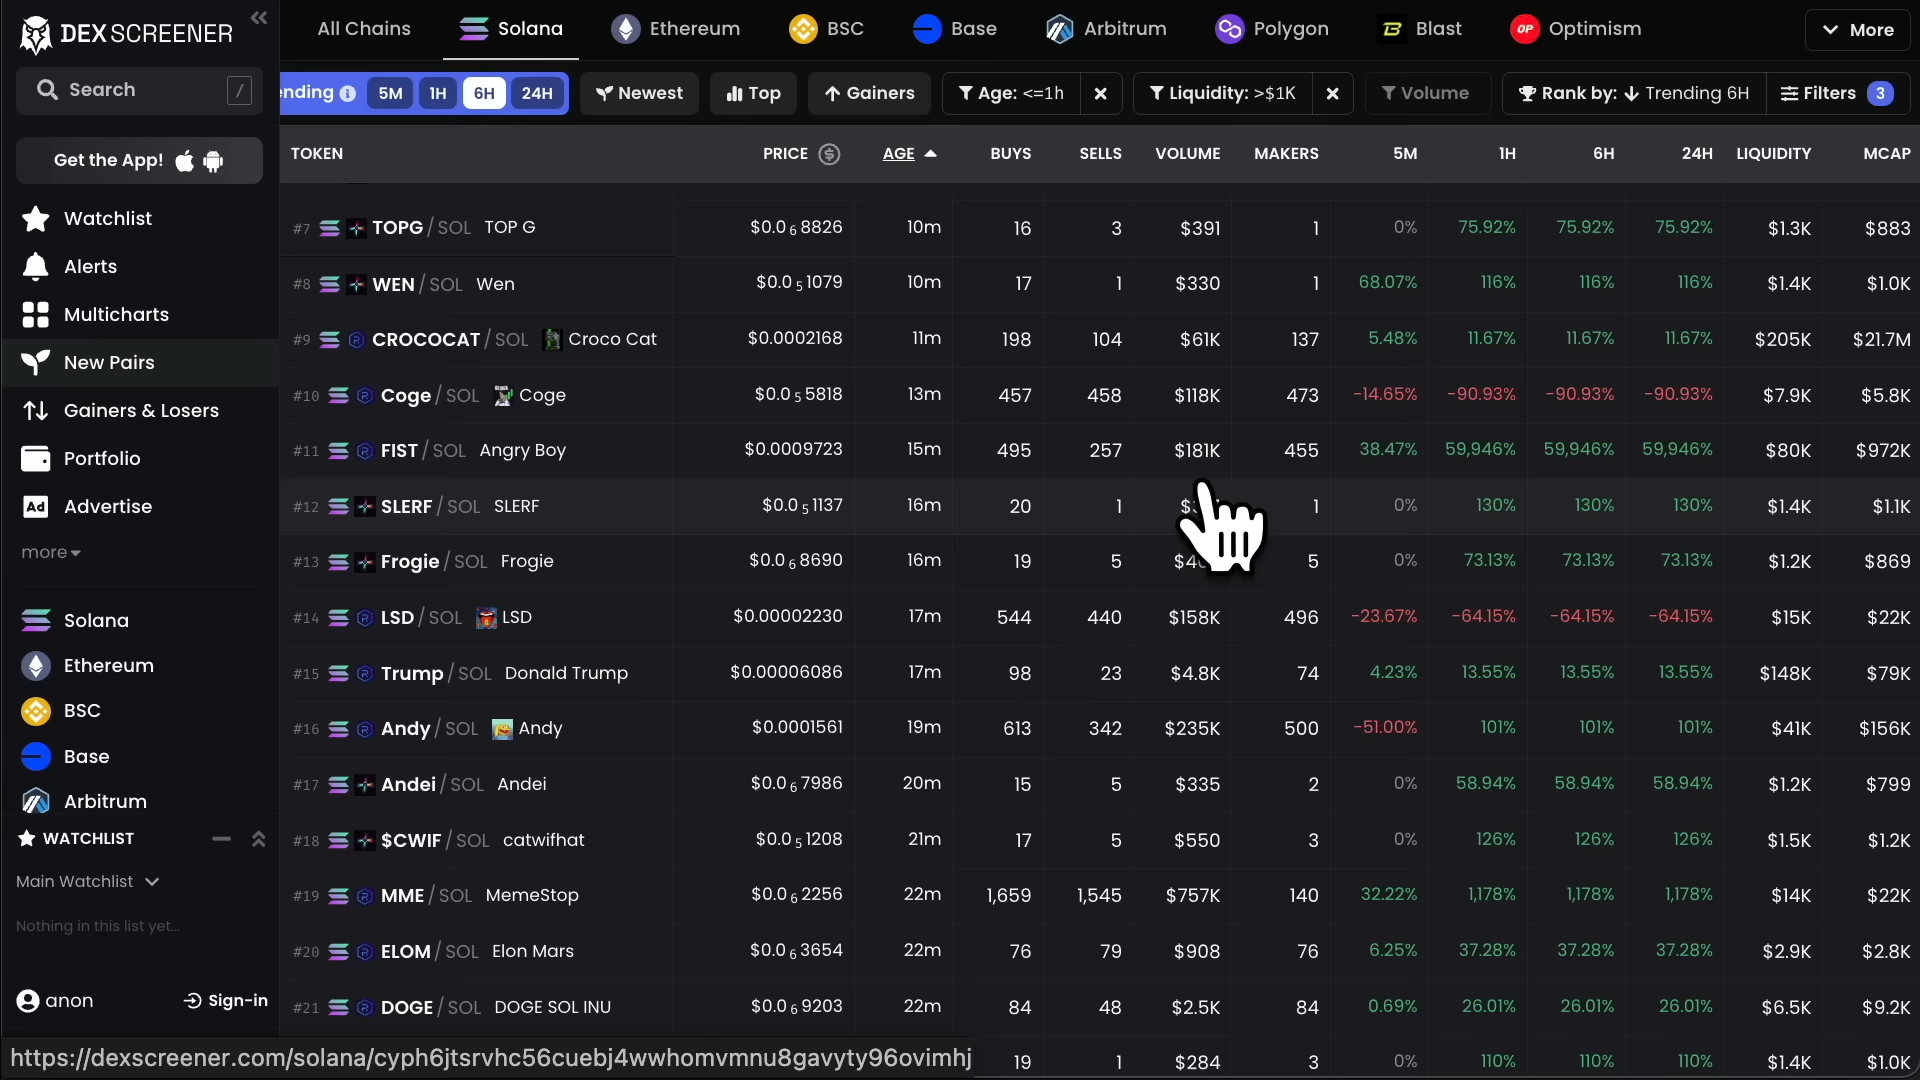 DEX SCREENER
All Chains Solana Ethereum BSC Base Arbitrum Polygon Blast OP Optimism More
Search /
nding 5M 1H 6H 24H Newest Top Gainers Age: <=1h Liquidity: >$1K Volume Rank by: Trending 6H Filters 3
Get the App!
TOKEN PRICE AGE BUYS SELLS VOLUME MAKERS 5M 1H 6H 24H LIQUIDITY MCAP
Watchlist
Alerts
Multicharts
New Pairs
Gainers & Losers
Portfolio
Ad Advertise
more
Solana
Ethereum
BSC
Base
Arbitrum
WATCHLIST
Main Watchlist
Nothing in this list yet...
anon Sign-in
#7 TOPG/SOL TOP G $0.0₆8826 10m 16 3 $391 1 0% 75.92% 75.92% 75.92% $1.3K $883
#8 WEN/SOL Wen $0.0₅1079 10m 17 1 $330 1 68.07% 116% 116% 116% $1.4K $1.0K
#9 CROCOCAT/SOL Croco Cat $0.0002168 11m 198 104 $61K 137 5.48% 11.67% 11.67% 11.67% $205K $21.7M
#10 Coge/SOL Coge $0.0₅5818 13m 457 458 $118K 473 -14.65% -90.93% -90.93% -90.93% $7.9K $5.8K
#11 FIST/SOL Angry Boy $0.0009723 15m 495 257 $181K 455 38.47% 59,946% 59,946% 59,946% $80K $972K
#12 SLERF/SOL SLERF $0.0₅1137 16m 20 1 1 0% 130% 130% 130% $1.4K $1.1K
#13 Frogie/SOL Frogie $0.0₆8690 16m 19 5 5 0% 73.13% 73.13% 73.13% $1.2K $869
#14 LSD/SOL LSD $0.00002230 17m 544 440 $158K 496 -23.67% -64.15% -64.15% -64.15% $15K $22K
#15 Trump/SOL Donald Trump $0.00006086 17m 98 23 $4.8K 74 4.23% 13.55% 13.55% 13.55% $148K $79K
#16 Andy/SOL Andy $0.0001561 19m 613 342 $235K 500 -51.00% 101% 101% 101% $41K $156K
#17 Andei/SOL Andei $0.0₆7986 20m 15 5 $335 2 0% 58.94% 58.94% 58.94% $1.2K $799
#18 $CWIF/SOL catwifhat $0.0₅1208 21m 17 5 $550 3 0% 126% 126% 126% $1.5K $1.2K
#19 MME/SOL MemeStop $0.0₆2256 22m 1,659 1,545 $757K 140 32.22% 1,178% 1,178% 1,178% $14K $22K
#20 ELOM/SOL Elon Mars $0.0₆3654 22m 76 79 $908 76 6.25% 37.28% 37.28% 37.28% $2.9K $2.8K
#21 DOGE/SOL DOGE SOL INU $0.0₆9203 22m 84 48 $2.5K 84 0.69% 26.01% 26.01% 26.01% $6.5K $9.2K
19 1 $284 3 0% 110% 110% 110% $1.4K $1.0K
https://dexscreener.com/solana/cyph6jtsrvhc56cuebj4wwhomvmnu8gavyty96ovimhj